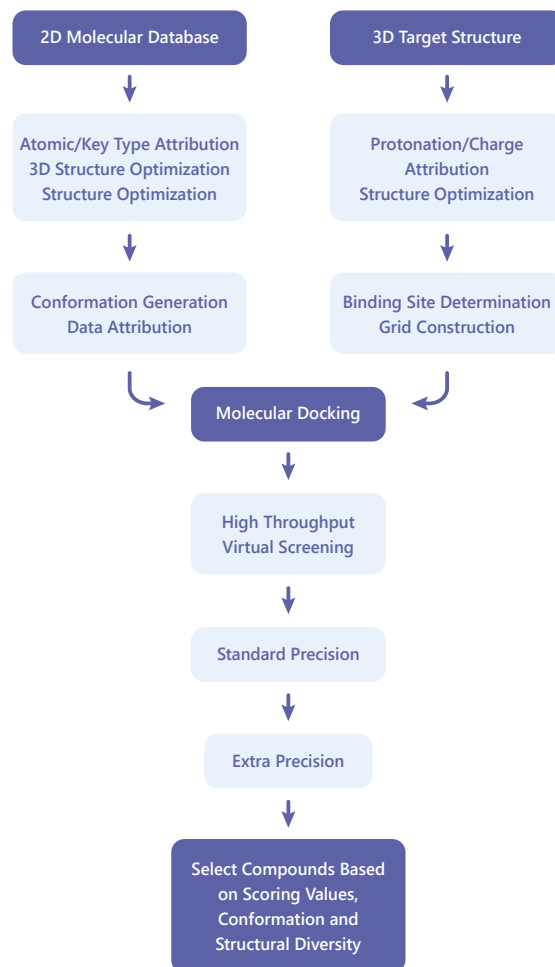 2D Molecular Database
3D Target Structure
Atomic/Key Type Attribution
3D Structure Optimization
Structure Optimization
Protonation/Charge
Attribution
Structure Optimization
Conformation Generation
Data Attribution
Binding Site Determination
Grid Construction
Molecular Docking
High Throughput
Virtual Screening
Standard Precision
Extra Precision
Select Compounds Based
on Scoring Values,
Conformation and
Structural Diversity